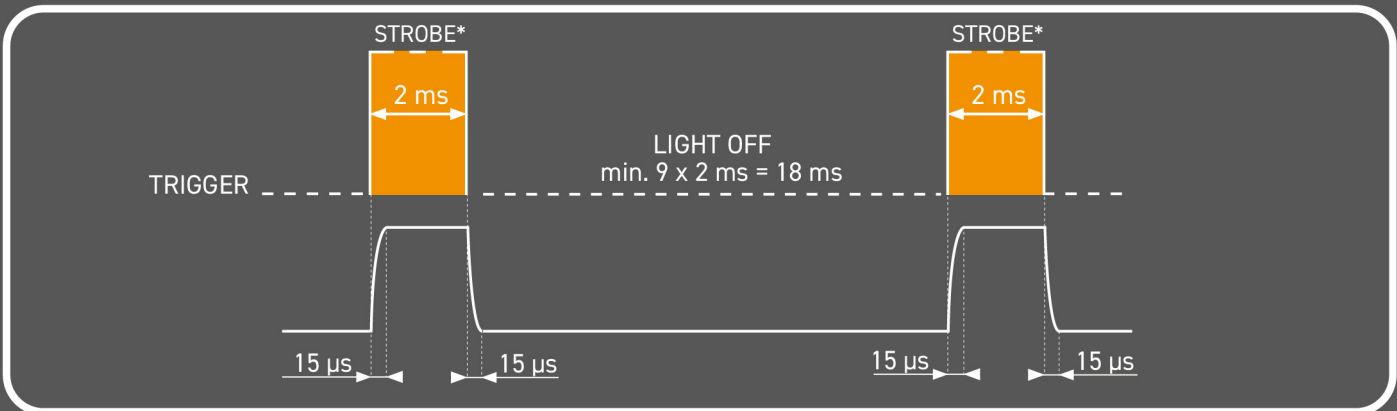 STROBE*
STROBE*
2 ms
2 ms
LIGHT OFF
min. 9 x 2 ms = 18 ms
TRIGGER
15 µs
15 µs
15 µs
15 µs